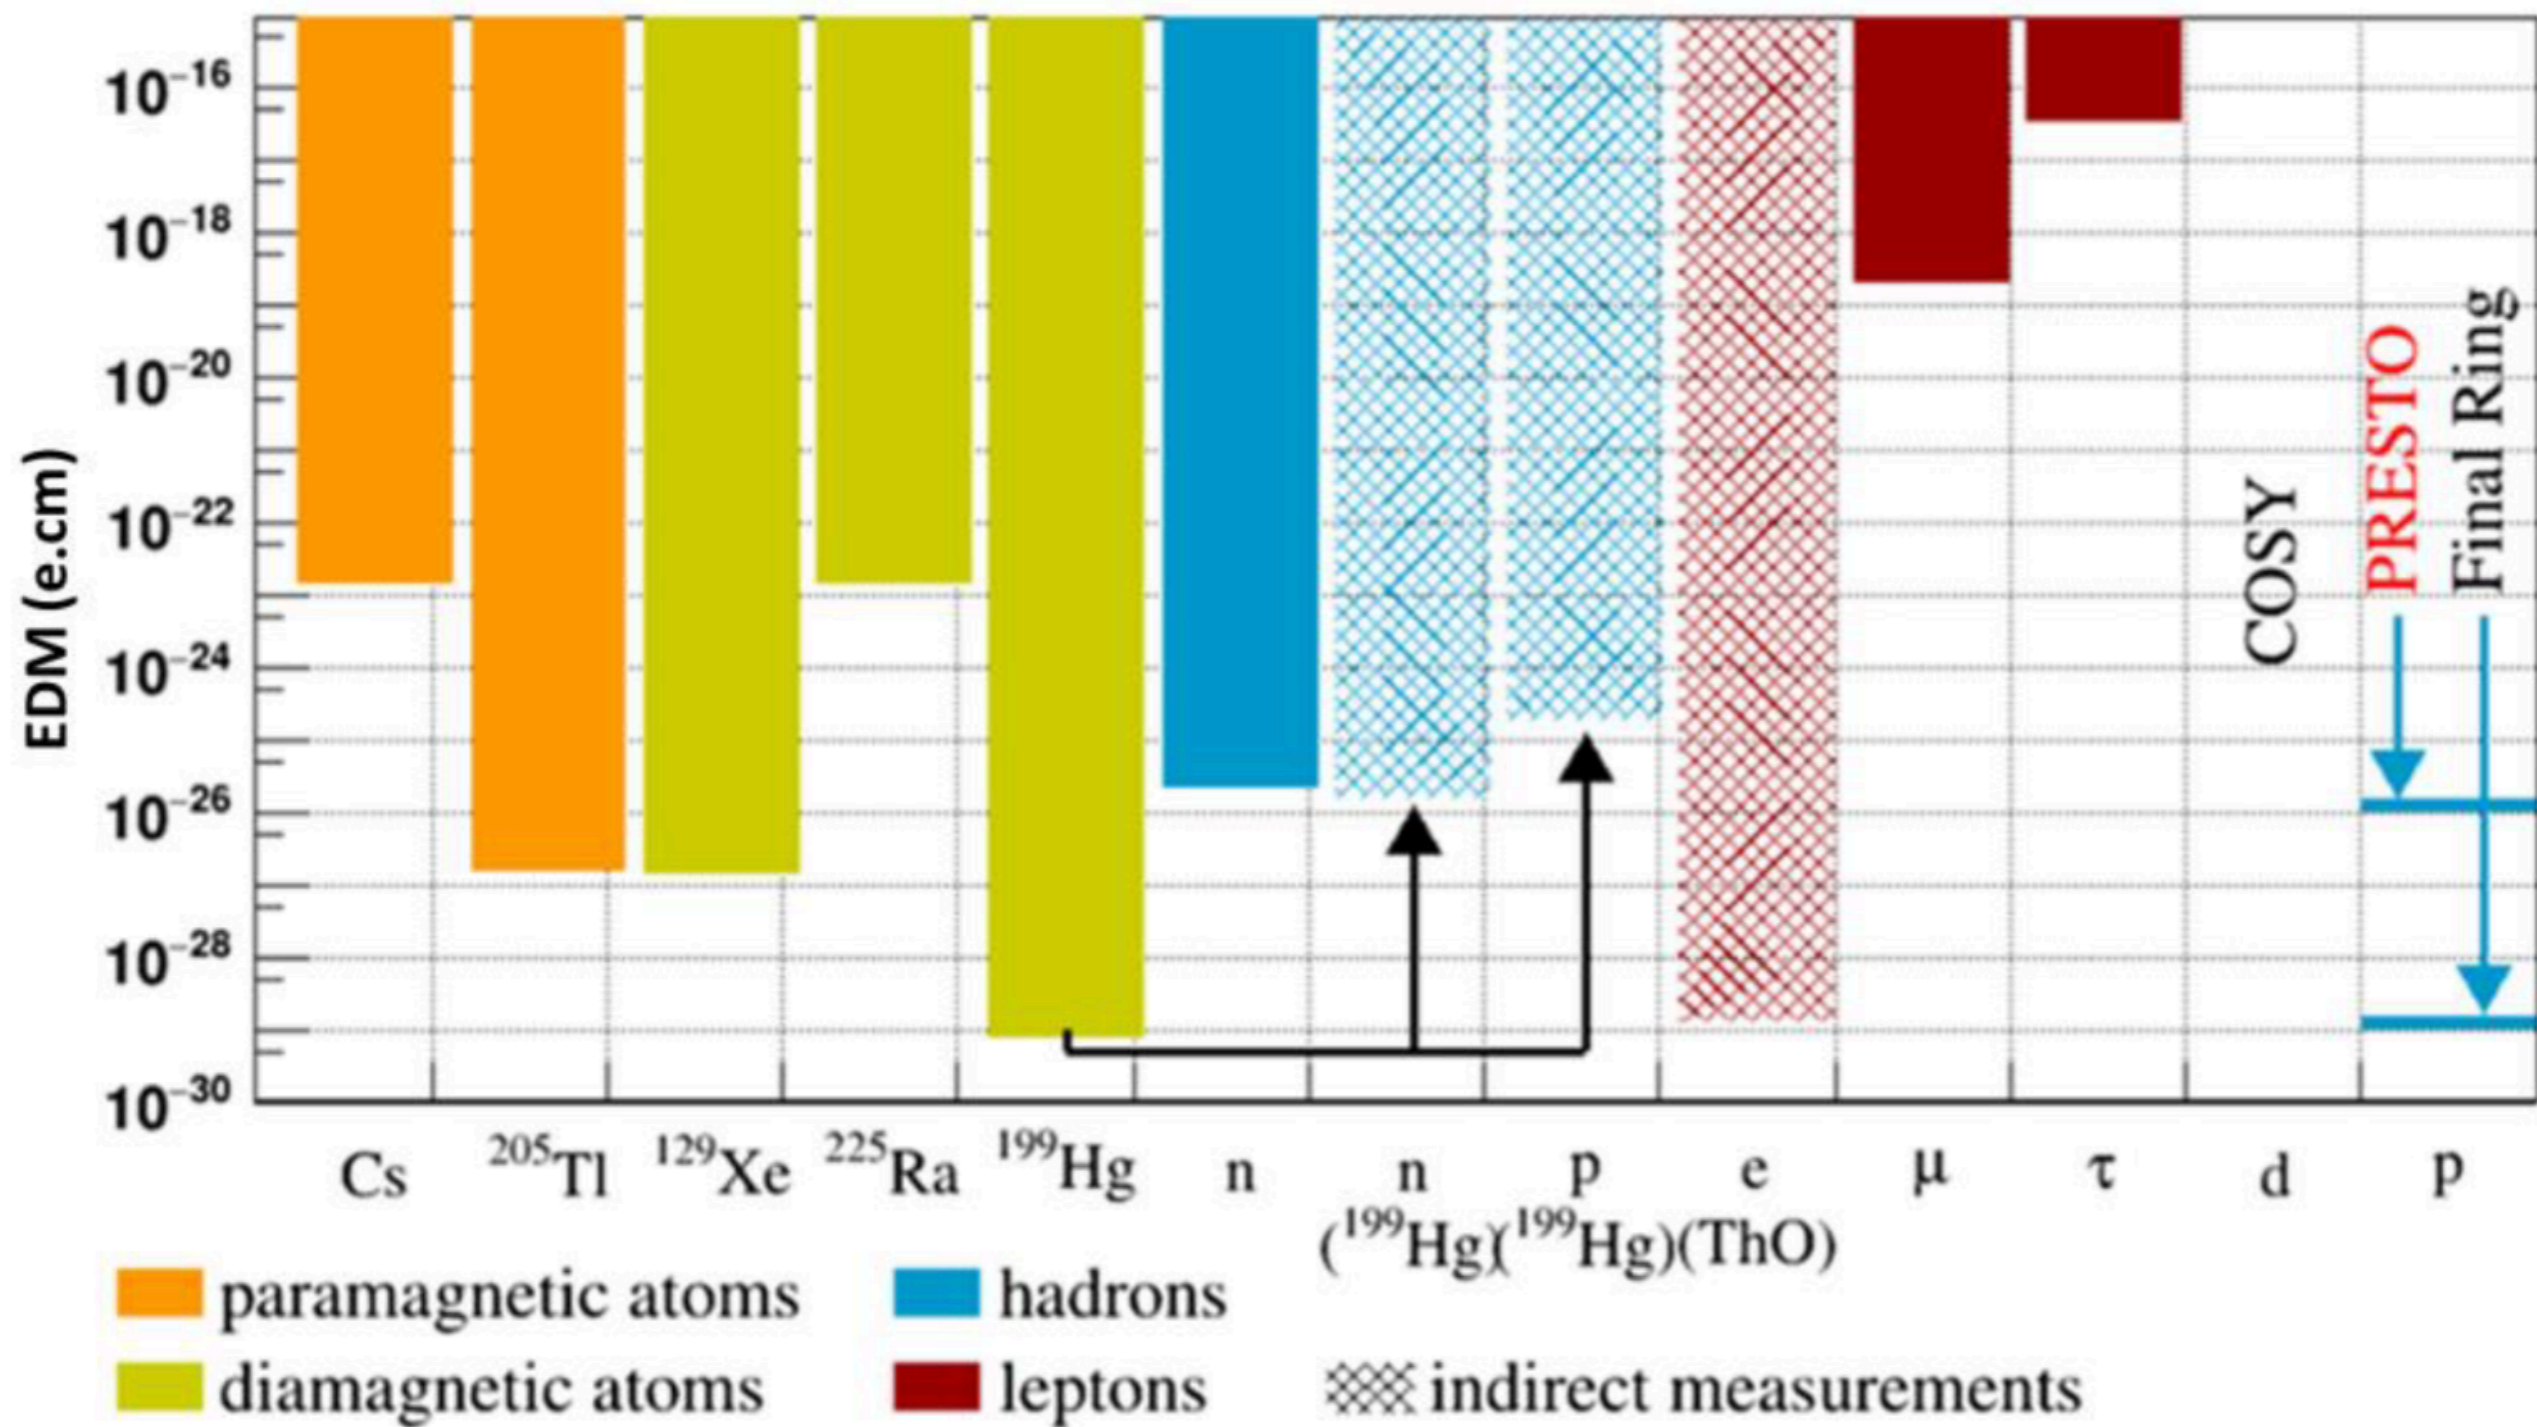 EDM (e.cm)
10⁻¹⁶
10⁻¹⁸
10⁻²⁰
10⁻²²
10⁻²⁴
10⁻²⁶
10⁻²⁸
10⁻³⁰
COSY
PRESTO
Final Ring
Cs ²⁰⁵Tl ¹²⁹Xe ²²⁵Ra ¹⁹⁹Hg n n p e μ τ d p
(¹⁹⁹Hg)(¹⁹⁹Hg)(ThO)
paramagnetic atoms hadrons
diamagnetic atoms leptons indirect measurements